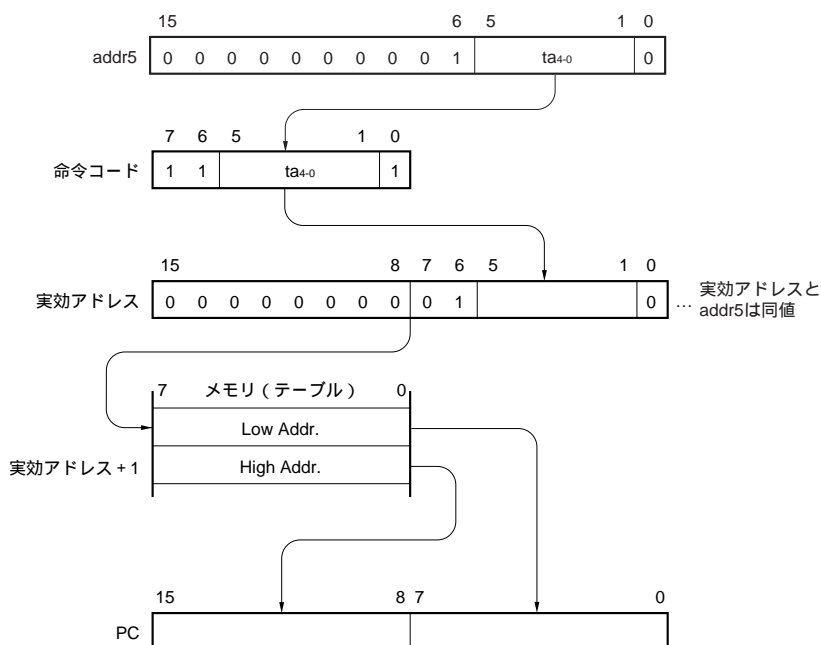 15 6 5 1 0
addr5 0 0 0 0 0 0 0 0 0 1 ta4-0 0
7 6 5 1 0
命令コード 1 1 ta4-0 1
15 8 7 6 5 1 0
実効アドレス 0 0 0 0 0 0 0 0 0 1 0 … 実効アドレスと
addr5は同値
7 メモリ(テーブル) 0
Low Addr.
実効アドレス+1 High Addr.
15 8 7 0
PC